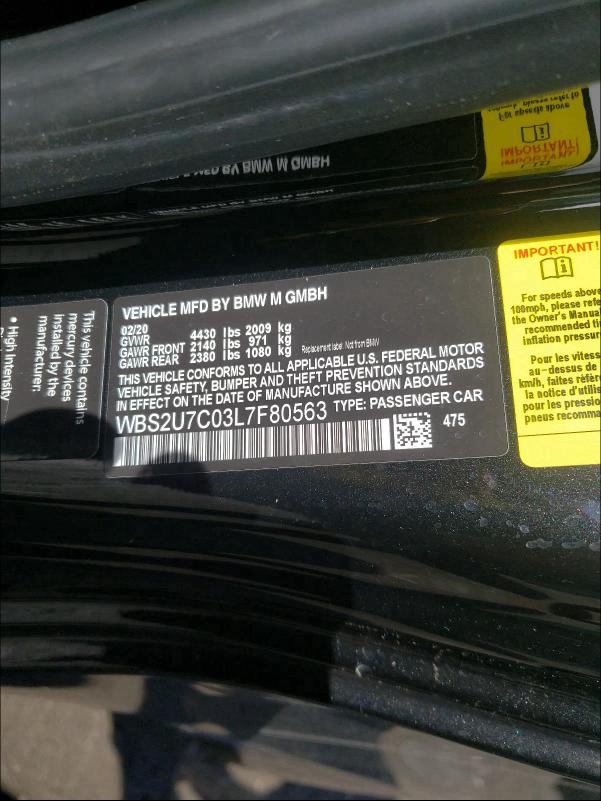 VEHICLE MFD BY BMW M GMBH
02/20
GVWR 4430 lbs 2009 kg
GAWR FRONT 2140 lbs 971 kg
GAWR REAR 2380 lbs 1080 kg
Replacement label: Not from BMW
THIS VEHICLE CONFORMS TO ALL APPLICABLE U.S. FEDERAL MOTOR
VEHICLE SAFETY, BUMPER AND THEFT PREVENTION STANDARDS
IN EFFECT ON THE DATE OF MANUFACTURE SHOWN ABOVE.
WBS2U7C03L7F80563 TYPE: PASSENGER CAR
475
This vehicle contains
mercury devices
installed by the
manufacturer:
• High Intensity
IMPORTANT!
For speeds above
100mph, please refe
the Owner's Manua
recommended ti
inflation pressur
Pour les vitess
au-dessus de
km/h, faites référe
la notice d'utilis
pour les pression
pneus recomm